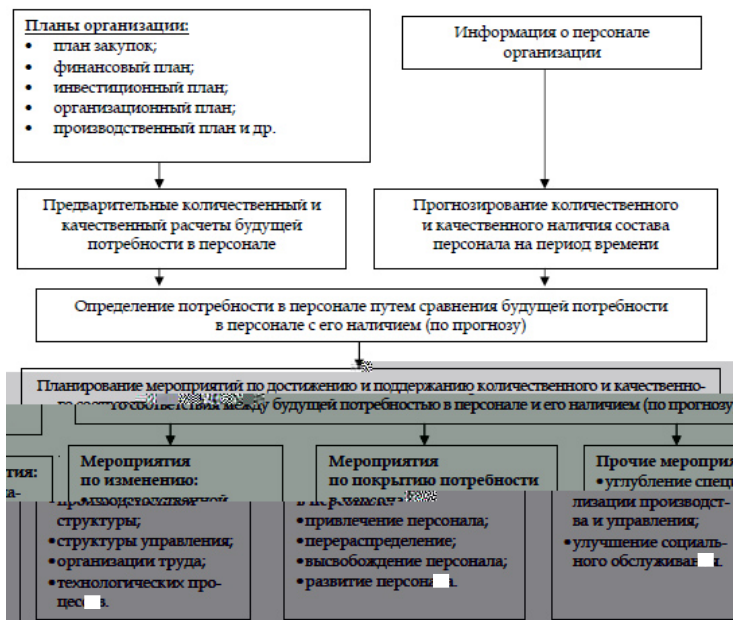 Планы организации:
• план закупок;
• финансовый план;
• инвестиционный план;
• организационный план;
• производственный план и др.
Информация о персонале
организации
Предварительные количественный и
качественный расчеты будущей
потребности в персонале
Прогнозирование количественного
и качественного наличия состава
персонала на период времени
Определение потребности в персонале путем сравнения будущей потребности
в персонале с его наличием (по прогнозу)
Планирование мероприятий по достижению и поддержанию количественного и качественно-
соответствия между будущей потребностью в персонале и его наличием (по прогнозу
тия:
ка-
Мероприятия
по изменению:
структуры;
• структуры управления;
• организации труда;
• технологических про-
Мероприятия
по покрытию потребности
• привлечение персонала;
• перераспределение;
• высвобождение персонала;
• развитие
Прочие меропри
• углубление спец
лизации производст-
ва и управления;
• улучшение социаль-
ного